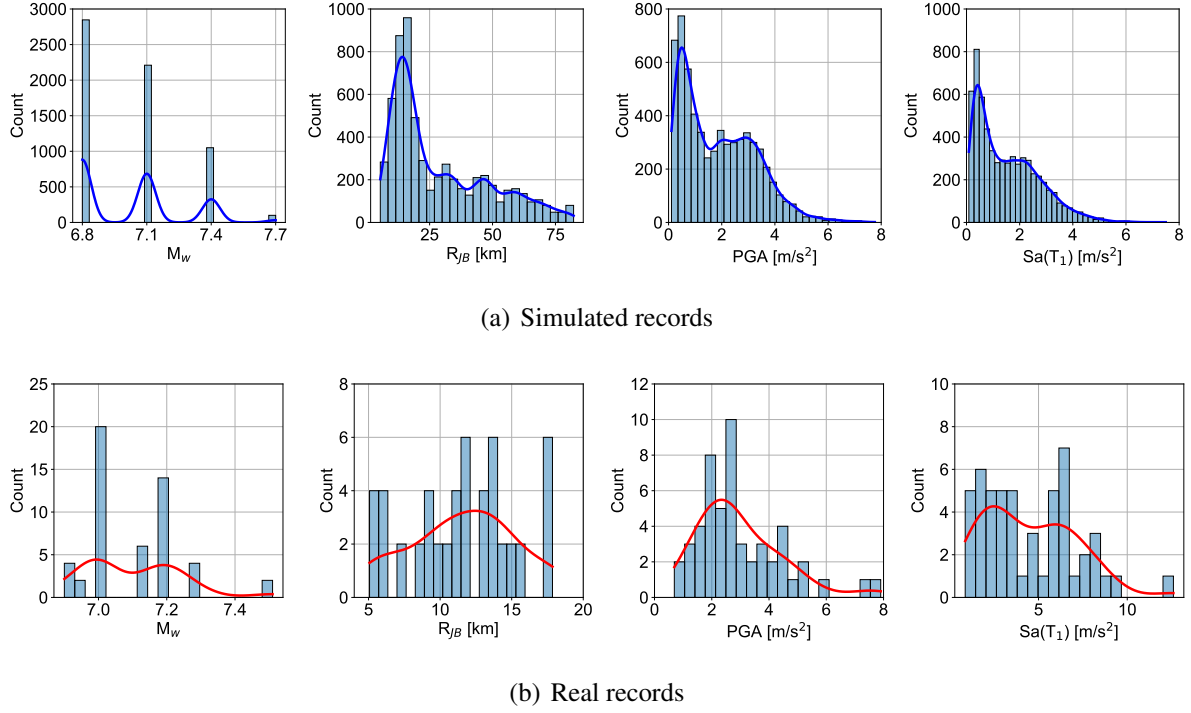 3000
2500
2000
1500
1000
500
0
Count
6.8 7.1 7.4 7.7
M_w
1000
800
600
400
200
0
Count
25 50 75
R_JB [km]
800
600
400
200
0
Count
0 2 4 6 8
PGA [m/s²]
1000
800
600
400
200
0
Count
0 2 4 6 8
Sa(T₁) [m/s²]
(a) Simulated records
25
20
15
10
5
0
Count
7.0 7.2 7.4
M_w
8
6
4
2
0
Count
5 10 15 20
R_JB [km]
12
10
8
6
4
2
0
Count
0 2 4 6 8
PGA [m/s²]
10
8
6
4
2
0
Count
5 10
Sa(T₁) [m/s²]
(b) Real records